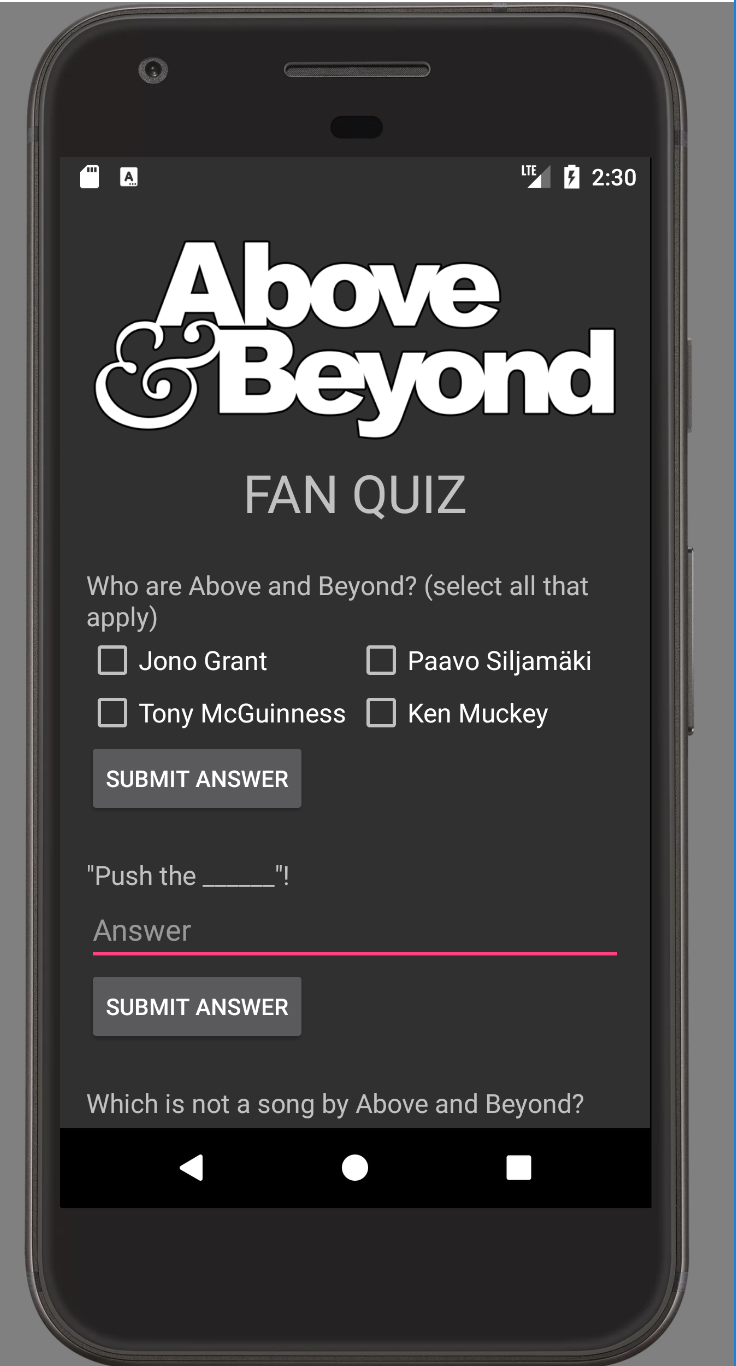 LTE 2:30
Above
& Beyond
FAN QUIZ
Who are Above and Beyond? (select all that
apply)
Jono Grant Paavo Siljamäki
Tony McGuinness Ken Muckey
SUBMIT ANSWER
"Push the ______"!
Answer
SUBMIT ANSWER
Which is not a song by Above and Beyond?